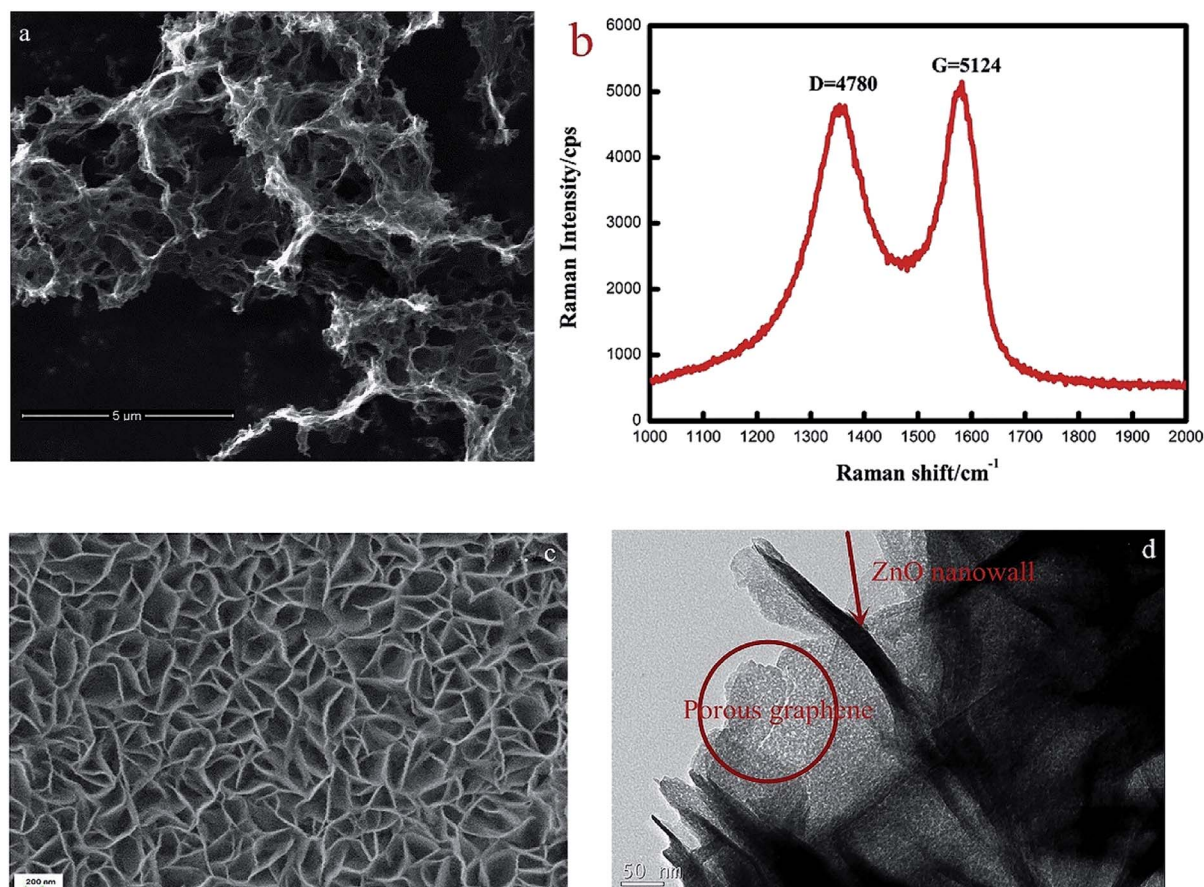 a
5 μm
b
D=4780
G=5124
6000
5000
4000
3000
2000
1000
0
1000 1100 1200 1300 1400 1500 1600 1700 1800 1900 2000
Raman Intensity/cps
Raman shift/cm⁻¹
c
200 nm
d
ZnO nanowall
Porous graphene
50 nm